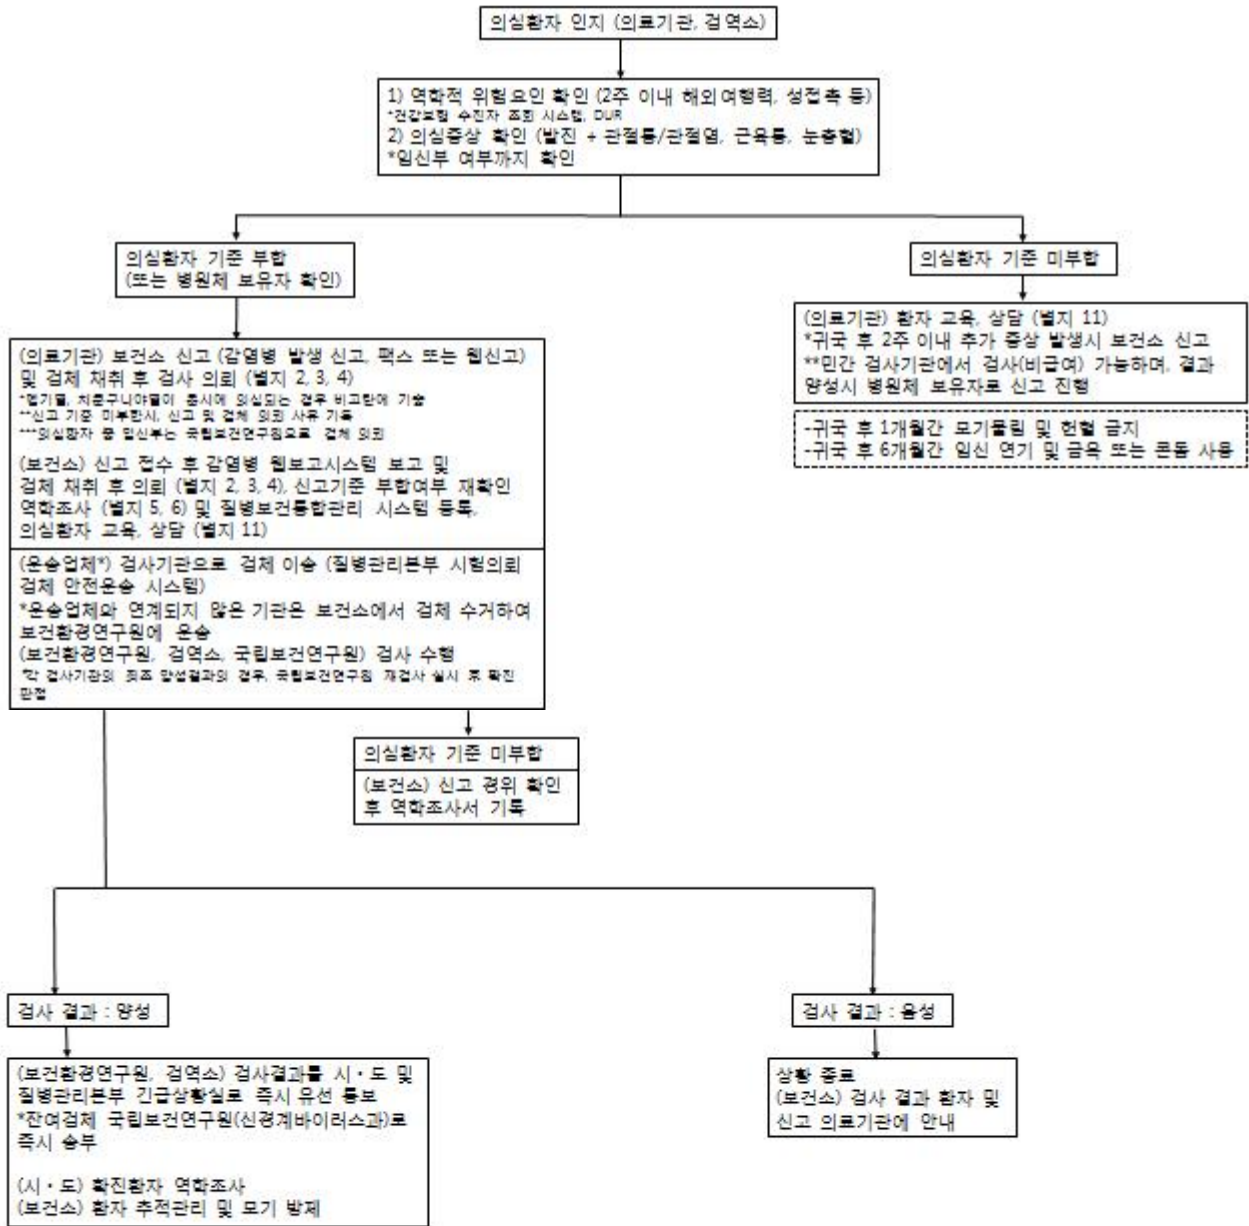 의심환자 인지 (의료기관, 검역소)
1) 역학적 위험요인 확인 (2주 이내 해외여행력, 성접촉 등)
*건강보험 수진자 조회 시스템, DUR
2) 의심증상 확인 (발진 + 관절통/관절염, 근육통, 눈충혈)
*임신부 여부까지 확인
의심환자 기준 부합
(또는 병원체 보유자 확인)
의심환자 기준 미부합
(의료기관) 보건소 신고 (감염병 발생 신고, 팩스 또는 웹신고)
및 검체 채취 후 검사 의뢰 (별지 2, 3, 4)
*뎅기열, 치쿤구니야열이 동시에 의심되는 경우 비고란에 기술
**신고 기준 미부합시, 신고 및 검체 의뢰 사유 기록
***의심환자 중 임신부는 국립보건연구원으로 검체 의뢰
(보건소) 신고 접수 후 감염병 웹보고시스템 보고 및
검체 채취 후 의뢰 (별지 2, 3, 4), 신고기준 부합여부 재확인
역학조사 (별지 5, 6) 및 질병보건통합관리 시스템 등록,
의심환자 교육, 상담 (별지 11)
(운송업체*) 검사기관으로 검체 이송 (질병관리본부 시험의뢰
검체 안전운송 시스템)
*운송업체와 연계되지 않은 기관은 보건소에서 검체 수거하여
보건환경연구원에 운송
(보건환경연구원, 검역소, 국립보건연구원) 검사 수행
*각 검사기관의 최초 양성결과의 경우, 국립보건연구원 재검사 실시 후 확진
판정
(의료기관) 환자 교육, 상담 (별지 11)
*귀국 후 2주 이내 추가 증상 발생시 보건소 신고
**민간 검사기관에서 검사(비급여) 가능하며, 결과
양성시 병원체 보유자로 신고 진행
-귀국 후 1개월간 모기물림 및 헌혈 금지
-귀국 후 6개월간 임신 연기 및 금욕 또는 콘돔 사용
의심환자 기준 미부합
(보건소) 신고 경위 확인
후 역학조사서 기록
검사 결과 : 양성
(보건환경연구원, 검역소) 검사결과를 시・도 및
질병관리본부 긴급상황실로 즉시 유선 통보
*잔여검체 국립보건연구원(신경계바이러스과)로
즉시 송부
(시・도) 확진환자 역학조사
(보건소) 환자 추적관리 및 모기 방제
검사 결과 : 음성
상황 종료
(보건소) 검사 결과 환자 및
신고 의료기관에 안내